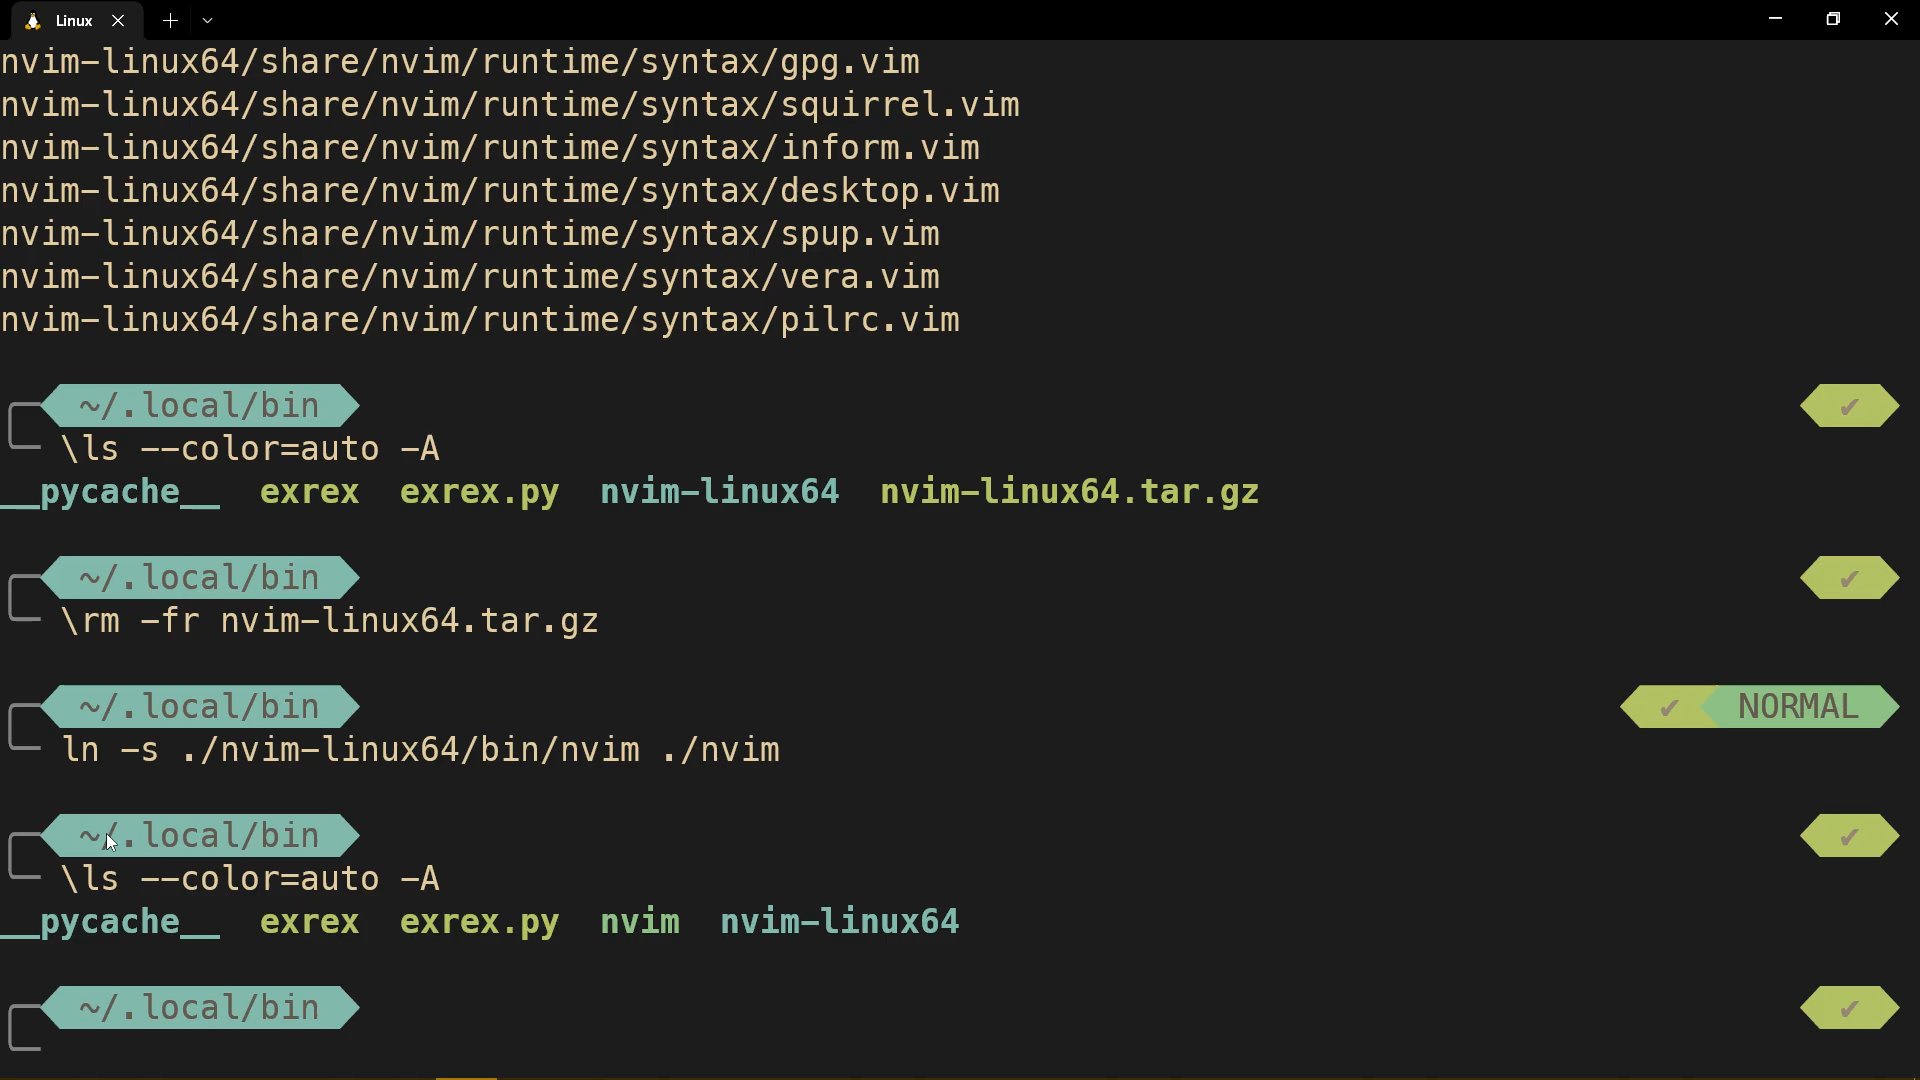 Linux
nvim-linux64/share/nvim/runtime/syntax/gpg.vim
nvim-linux64/share/nvim/runtime/syntax/squirrel.vim
nvim-linux64/share/nvim/runtime/syntax/inform.vim
nvim-linux64/share/nvim/runtime/syntax/desktop.vim
nvim-linux64/share/nvim/runtime/syntax/spup.vim
nvim-linux64/share/nvim/runtime/syntax/vera.vim
nvim-linux64/share/nvim/runtime/syntax/pilrc.vim
~/.local/bin ✔
\ls --color=auto -A
__pycache__ exrex exrex.py nvim-linux64 nvim-linux64.tar.gz
~/.local/bin ✔
\rm -fr nvim-linux64.tar.gz
~/.local/bin ✔ NORMAL
ln -s ./nvim-linux64/bin/nvim ./nvim
~/.local/bin ✔
\ls --color=auto -A
__pycache__ exrex exrex.py nvim nvim-linux64
~/.local/bin ✔